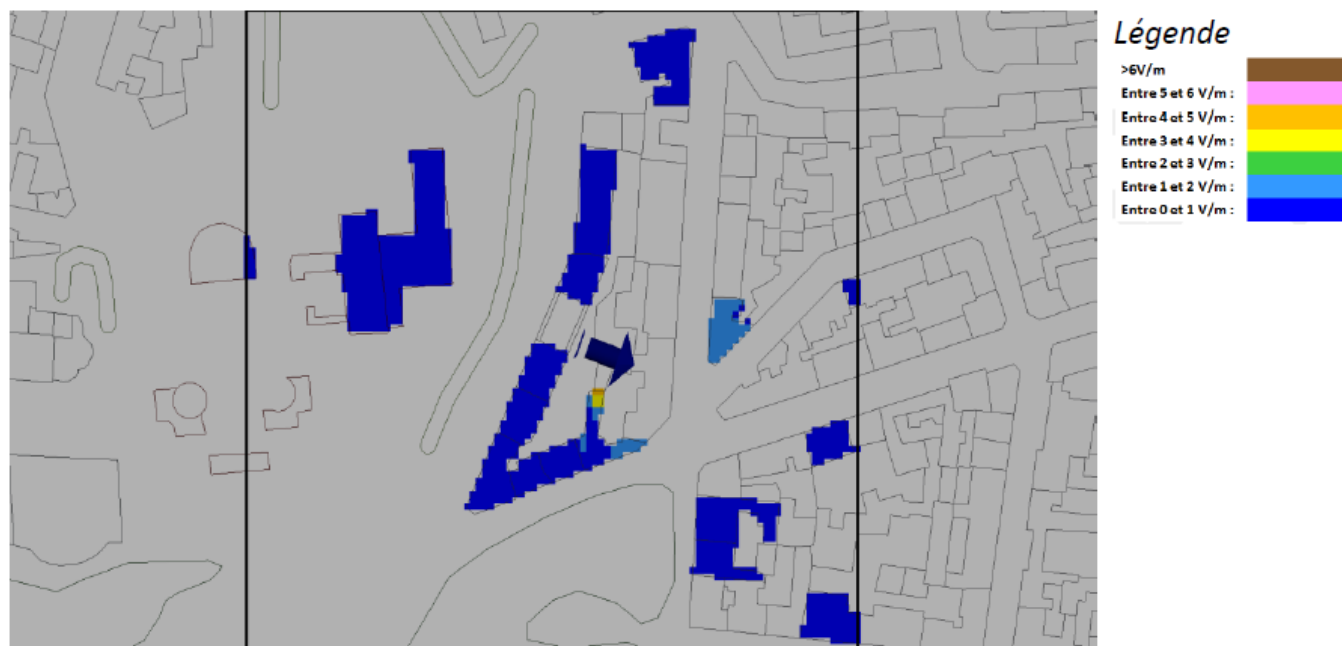 Légende
>6V/m
Entre 5 et 6 V/m :
Entre 4 et 5 V/m :
Entre 3 et 4 V/m :
Entre 2 et 3 V/m :
Entre 1 et 2 V/m :
Entre 0 et 1 V/m :